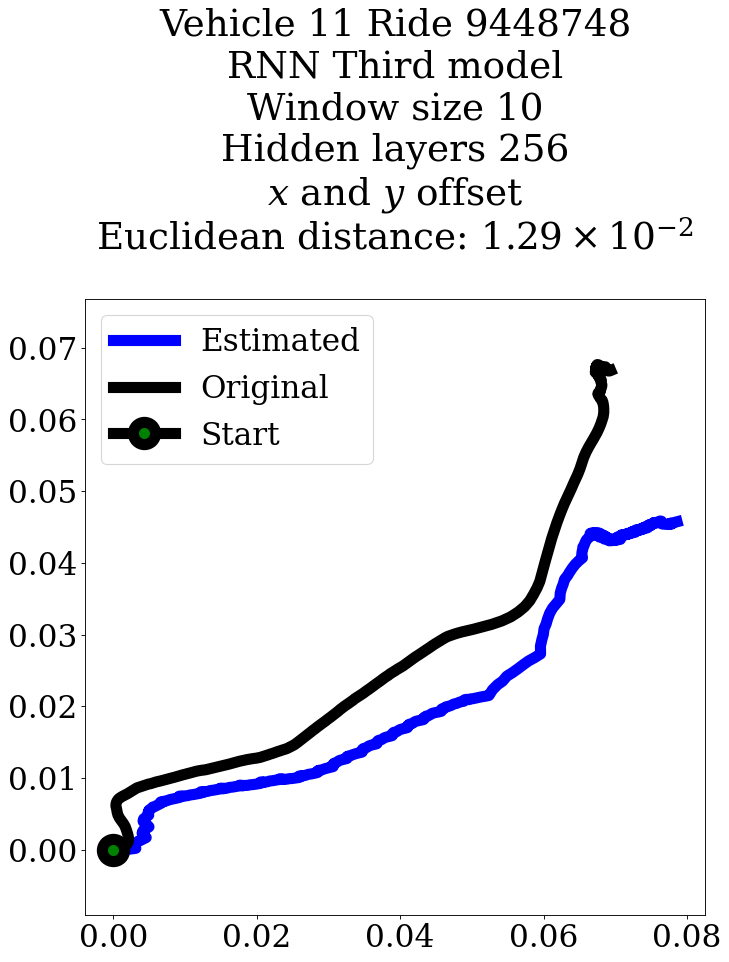 Vehicle 11 Ride 9448748
RNN Third model
Window size 10
Hidden layers 256
x and y offset
Euclidean distance: 1.29 × 10⁻²
Estimated
Original
Start
0.07
0.06
0.05
0.04
0.03
0.02
0.01
0.00
0.00 0.02 0.04 0.06 0.08